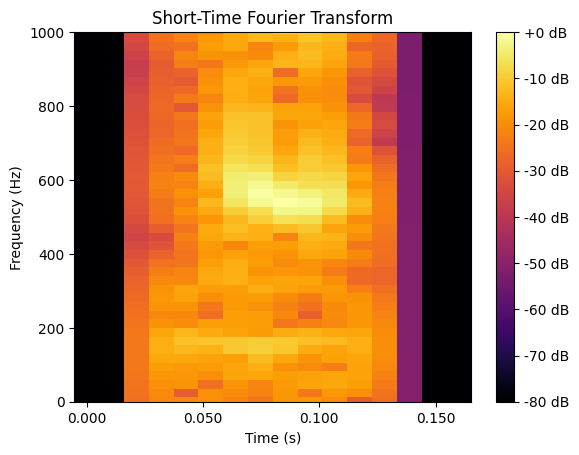 Short-Time Fourier Transform
1000
800
600
400
200
0
Frequency (Hz)
0.000
0.050
0.100
0.150
Time (s)
+0 dB
-10 dB
-20 dB
-30 dB
-40 dB
-50 dB
-60 dB
-70 dB
-80 dB